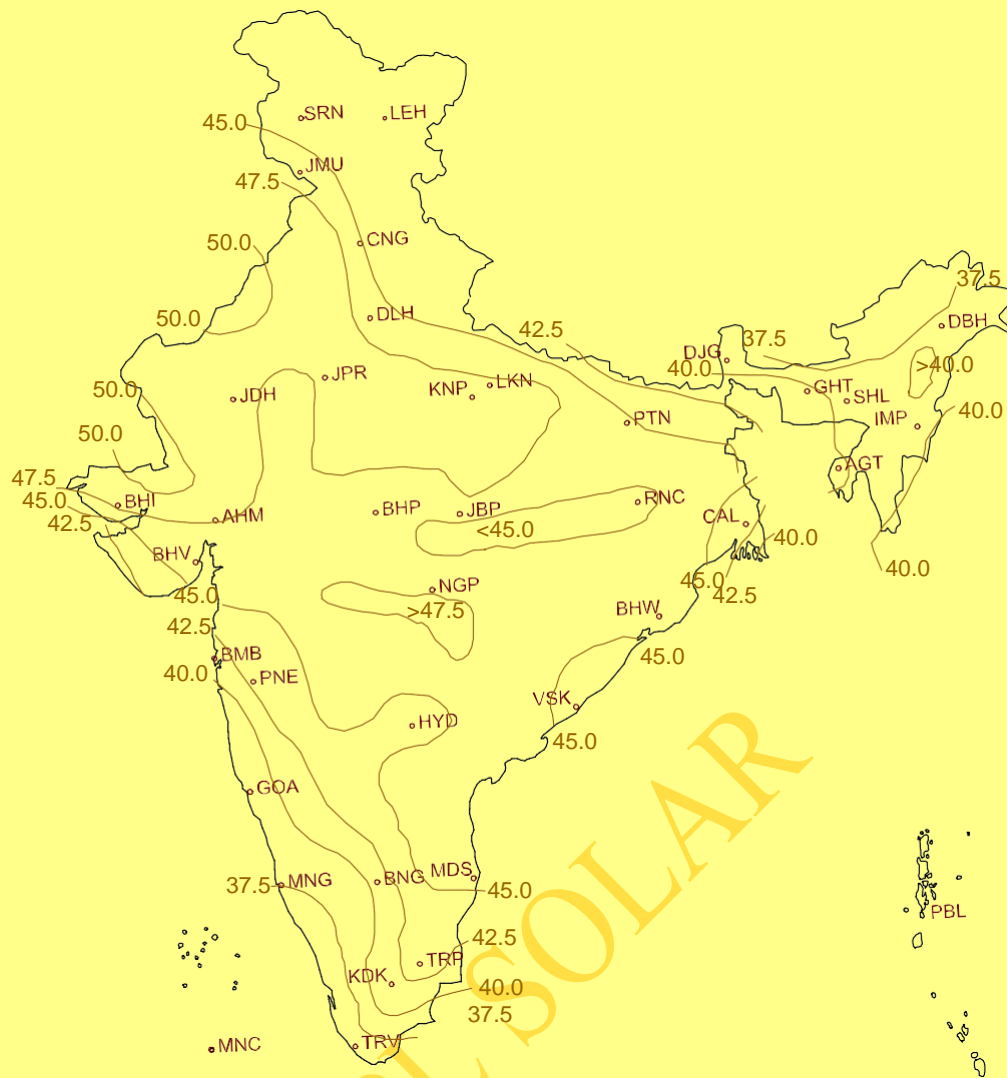 SRN
LEH
45.0
JMU
47.5
50.0
CNG
37.5
50.0
DLH
42.5
37.5
DBH
DJG
40.0
>40.0
JPR
50.0
JDH
KNP
LKN
GHT
SHL
40.0
IMP
PTN
50.0
AGT
47.5
45.0
BHI
42.5
AHM
BHP
JBP
RNC
<45.0
CAL
40.0
BHV
40.0
45.0
NGP
45.0
42.5
>47.5
BHW
42.5
BMB
45.0
40.0
PNE
VSK
HYD
45.0
GOA
MDS
37.5
MNG
BNG
45.0
PBL
42.5
TRP
KDK
40.0
37.5
MNC
TRV
SOLAR